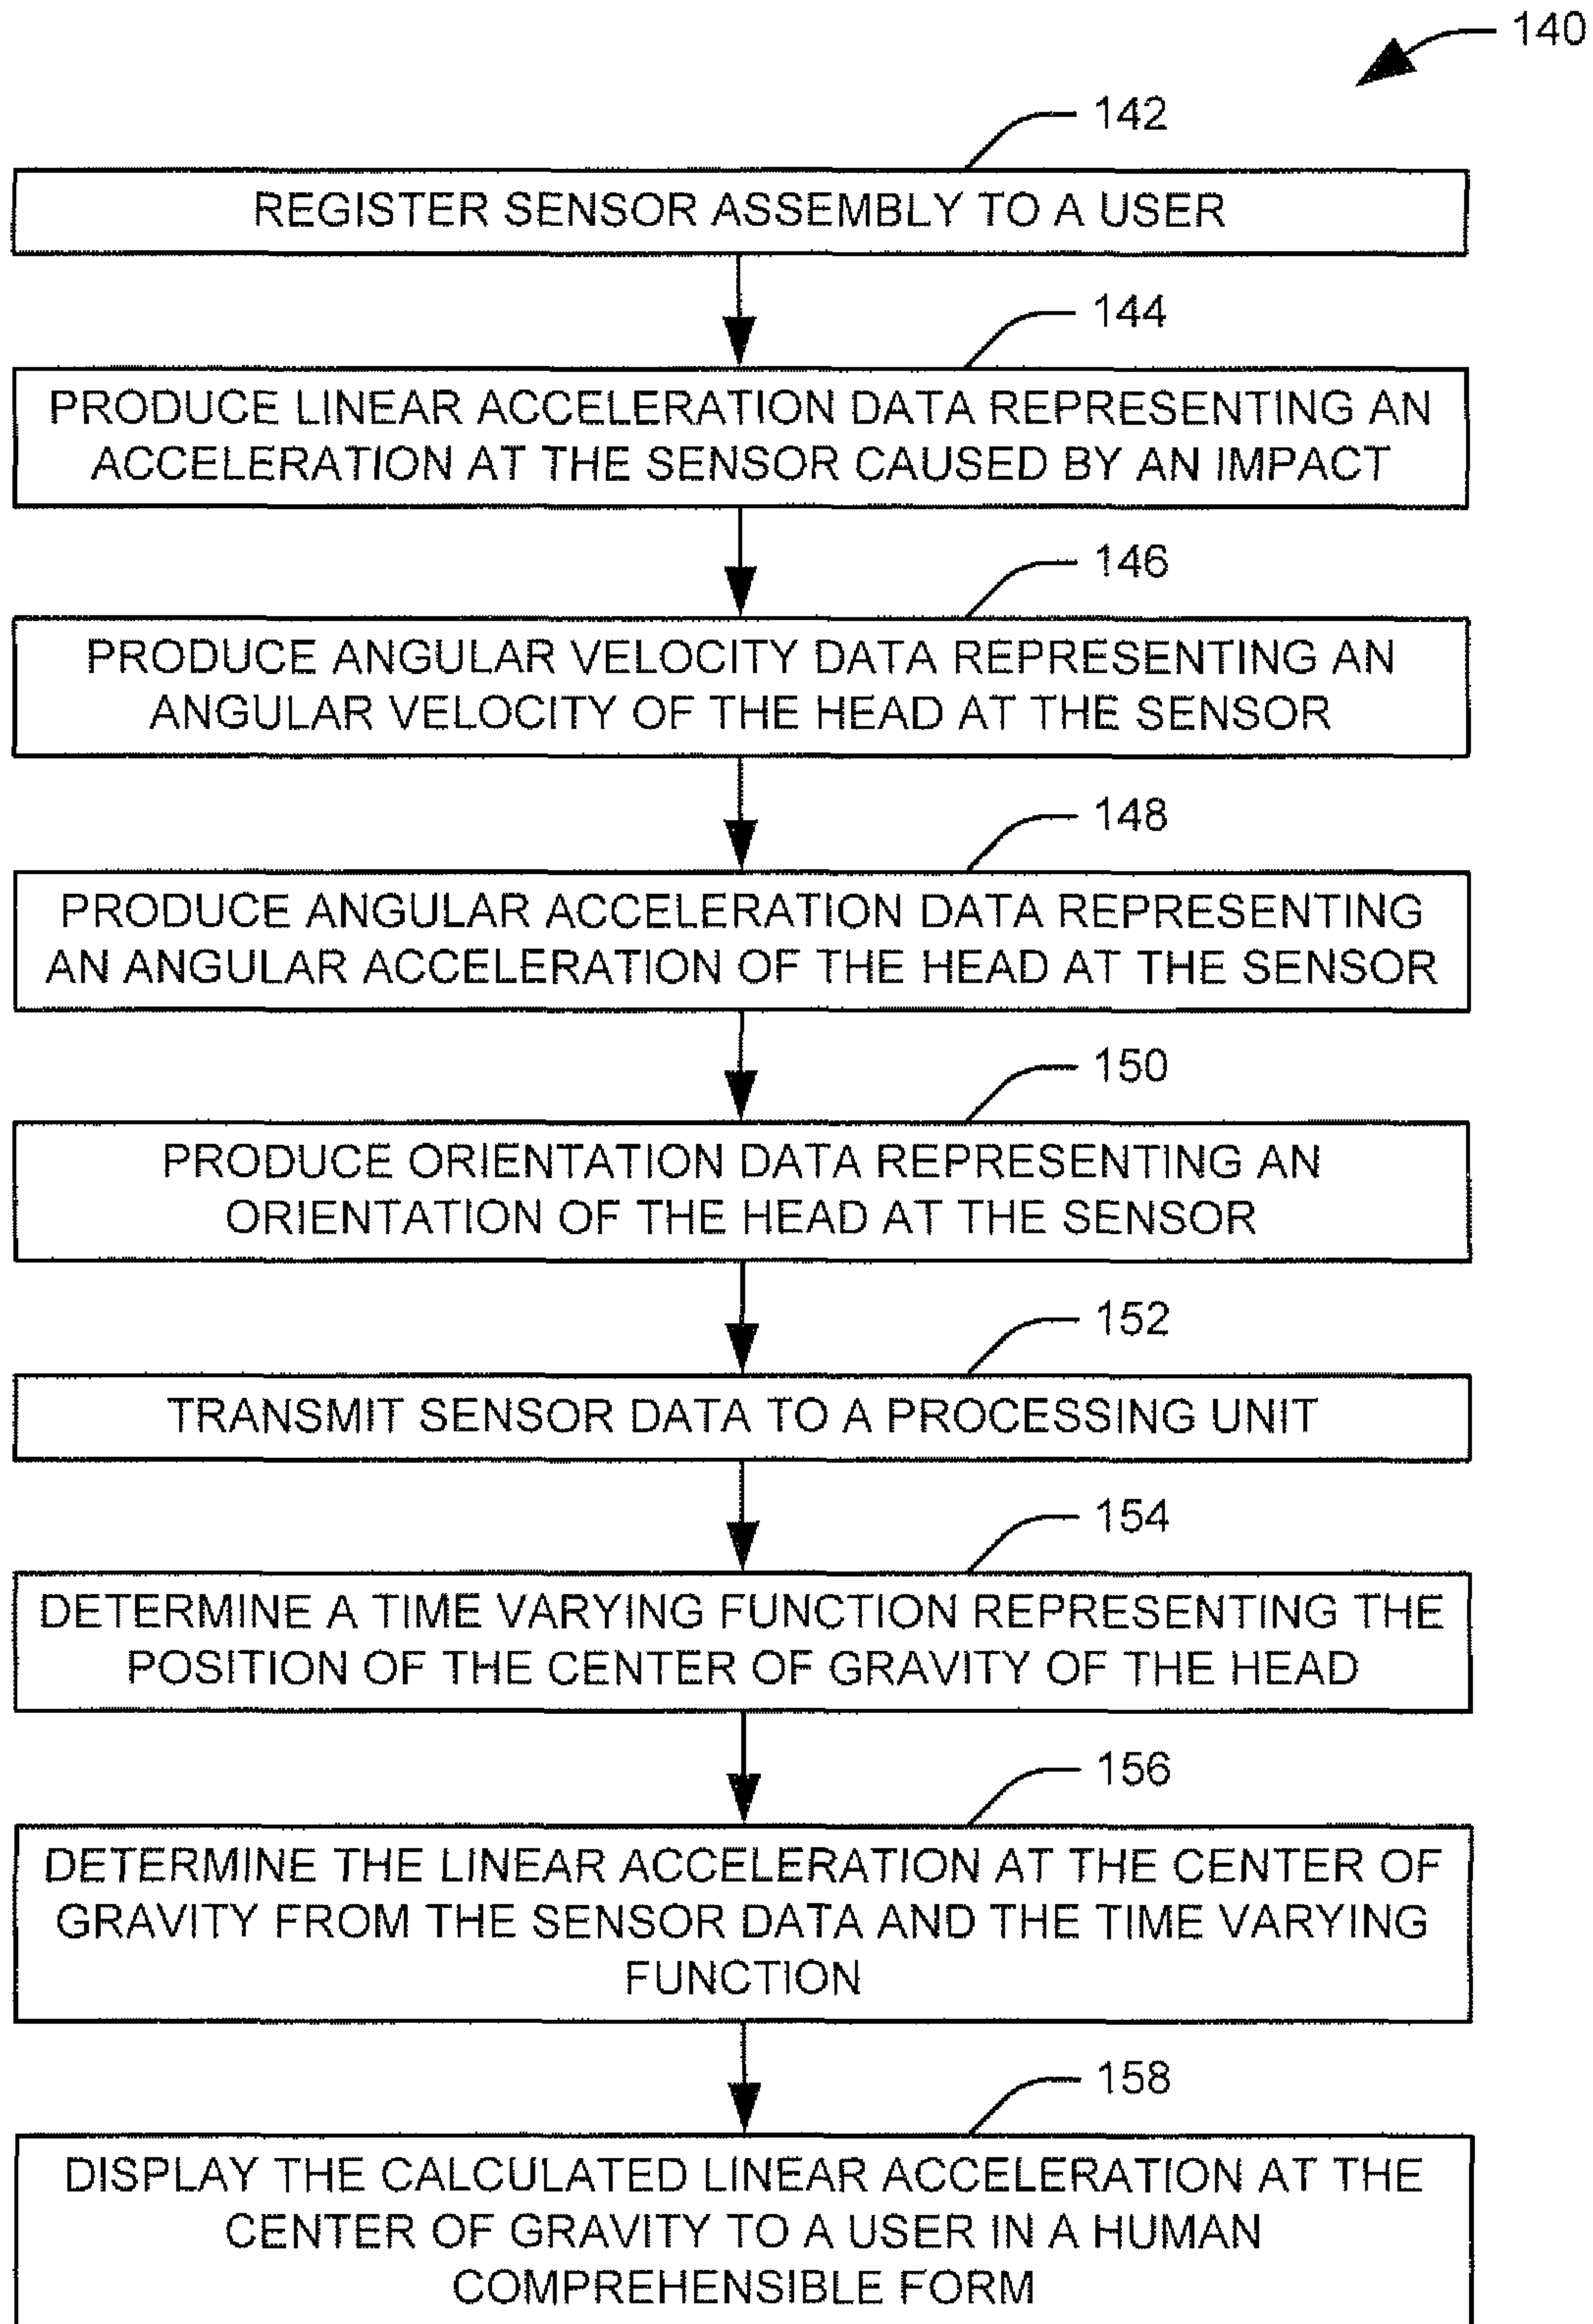 140
142
REGISTER SENSOR ASSEMBLY TO A USER
144
PRODUCE LINEAR ACCELERATION DATA REPRESENTING AN
ACCELERATION AT THE SENSOR CAUSED BY AN IMPACT
146
PRODUCE ANGULAR VELOCITY DATA REPRESENTING AN
ANGULAR VELOCITY OF THE HEAD AT THE SENSOR
148
PRODUCE ANGULAR ACCELERATION DATA REPRESENTING
AN ANGULAR ACCELERATION OF THE HEAD AT THE SENSOR
150
PRODUCE ORIENTATION DATA REPRESENTING AN
ORIENTATION OF THE HEAD AT THE SENSOR
152
TRANSMIT SENSOR DATA TO A PROCESSING UNIT
154
DETERMINE A TIME VARYING FUNCTION REPRESENTING THE
POSITION OF THE CENTER OF GRAVITY OF THE HEAD
156
DETERMINE THE LINEAR ACCELERATION AT THE CENTER OF
GRAVITY FROM THE SENSOR DATA AND THE TIME VARYING
FUNCTION
158
DISPLAY THE CALCULATED LINEAR ACCELERATION AT THE
CENTER OF GRAVITY TO A USER IN A HUMAN
COMPREHENSIBLE FORM